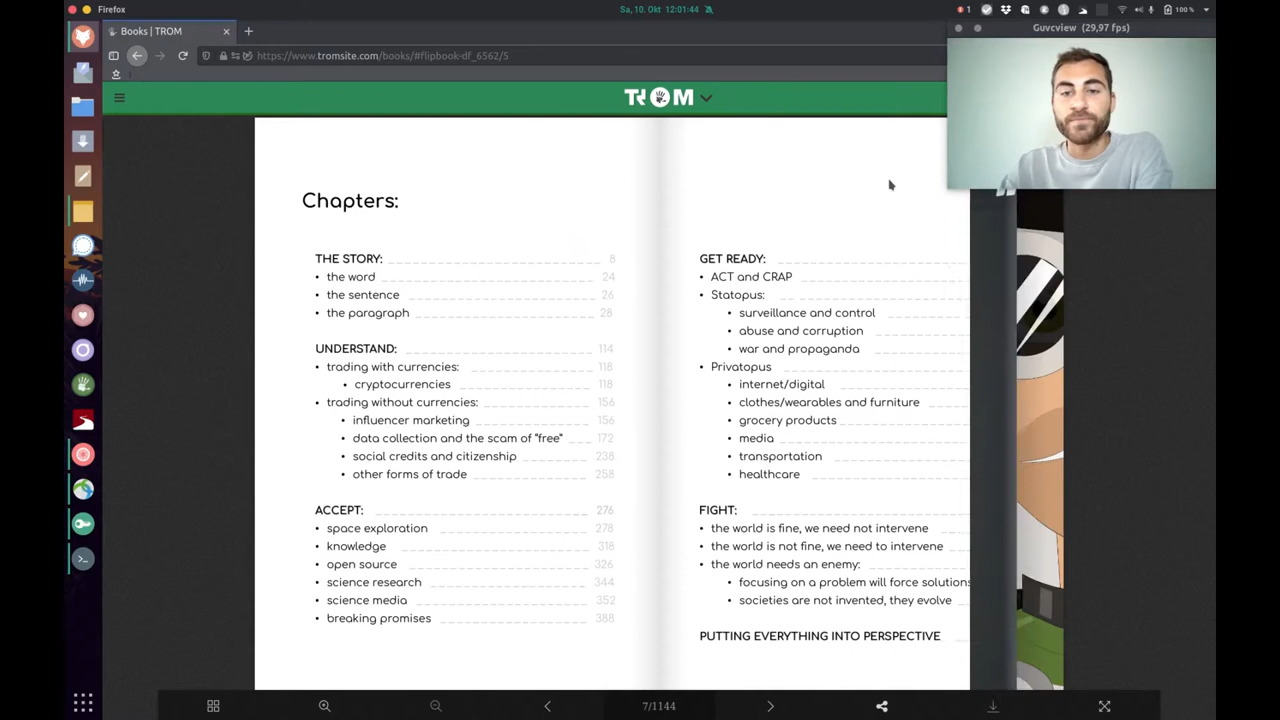 Firefox
Sa, 10. Okt 12:01:44
1
100 %
Books | TROM
Guvcview (29,97 fps)
https://www.tromsite.com/books/#flipbook-df_6562/5
TROM
Chapters:
THE STORY: 8
• the word 24
• the sentence 26
• the paragraph 28
UNDERSTAND: 114
• trading with currencies: 118
• cryptocurrencies 118
• trading without currencies: 156
• influencer marketing 156
• data collection and the scam of “free” 172
• social credits and citizenship 238
• other forms of trade 258
ACCEPT: 276
• space exploration 278
• knowledge 318
• open source 326
• science research 344
• science media 352
• breaking promises 388
GET READY:
• ACT and CRAP
• Statopus:
• surveillance and control
• abuse and corruption
• war and propaganda
• Privatopus
• internet/digital
• clothes/wearables and furniture
• grocery products
• media
• transportation
• healthcare
FIGHT:
• the world is fine, we need not intervene
• the world is not fine, we need to intervene
• the world needs an enemy:
• focusing on a problem will force solutions
• societies are not invented, they evolve
PUTTING EVERYTHING INTO PERSPECTIVE
7/1144